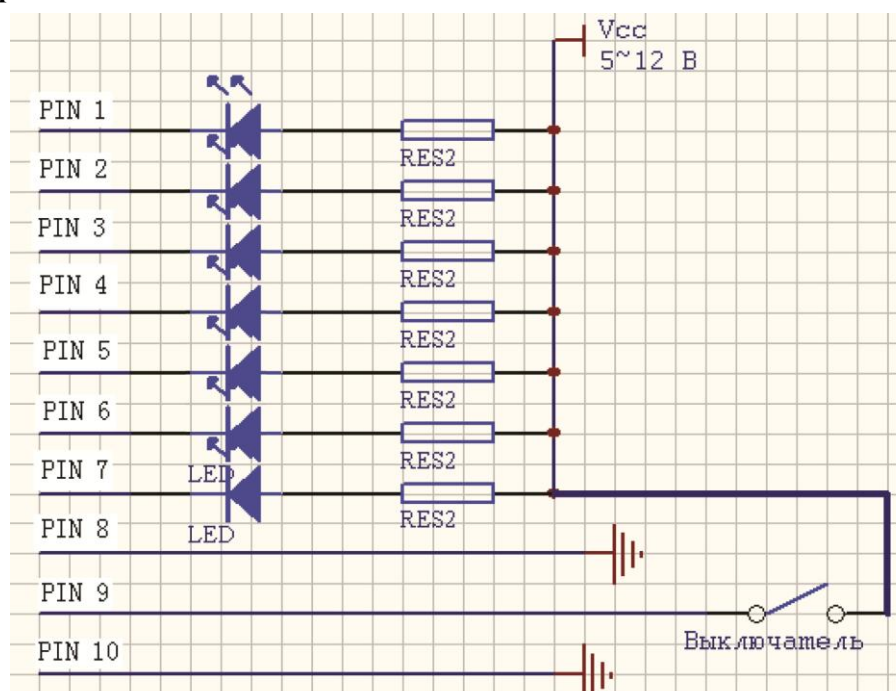 Vcc
5~12 В
PIN 1
RES2
PIN 2
RES2
PIN 3
RES2
PIN 4
RES2
PIN 5
RES2
PIN 6
RES2
PIN 7
LED
RES2
PIN 8
LED
PIN 9
Выключатель
PIN 10